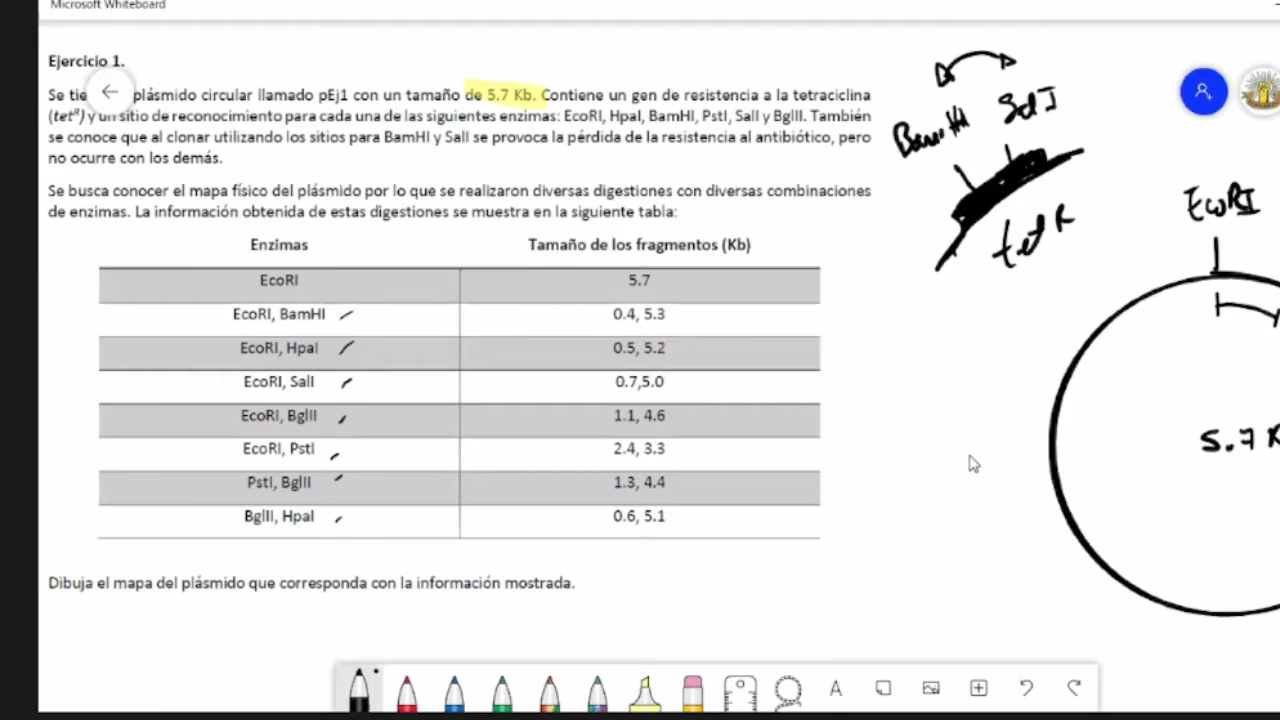 Microsoft Whiteboard
Ejercicio 1.
Se tie plásmido circular llamado pEj1 con un tamaño de 5.7 Kb. Contiene un gen de resistencia a la tetraciclina
(tetᴿ) y un sitio de reconocimiento para cada una de las siguientes enzimas: EcoRI, HpaI, BamHI, PstI, SalI y BglII. También
se conoce que al clonar utilizando los sitios para BamHI y SalI se provoca la pérdida de la resistencia al antibiótico, pero
no ocurre con los demás.
Se busca conocer el mapa físico del plásmido por lo que se realizaron diversas digestiones con diversas combinaciones
de enzimas. La información obtenida de estas digestiones se muestra en la siguiente tabla:
Enzimas Tamaño de los fragmentos (Kb)
EcoRI 5.7
EcoRI, BamHI 0.4, 5.3
EcoRI, HpaI 0.5, 5.2
EcoRI, SalI 0.7,5.0
EcoRI, BglII 1.1, 4.6
EcoRI, PstI 2.4, 3.3
PstI, BglII 1.3, 4.4
BglII, HpaI 0.6, 5.1
Dibuja el mapa del plásmido que corresponda con la información mostrada.
BamHI SalI
tet R
EcoRI
5.7 K
A